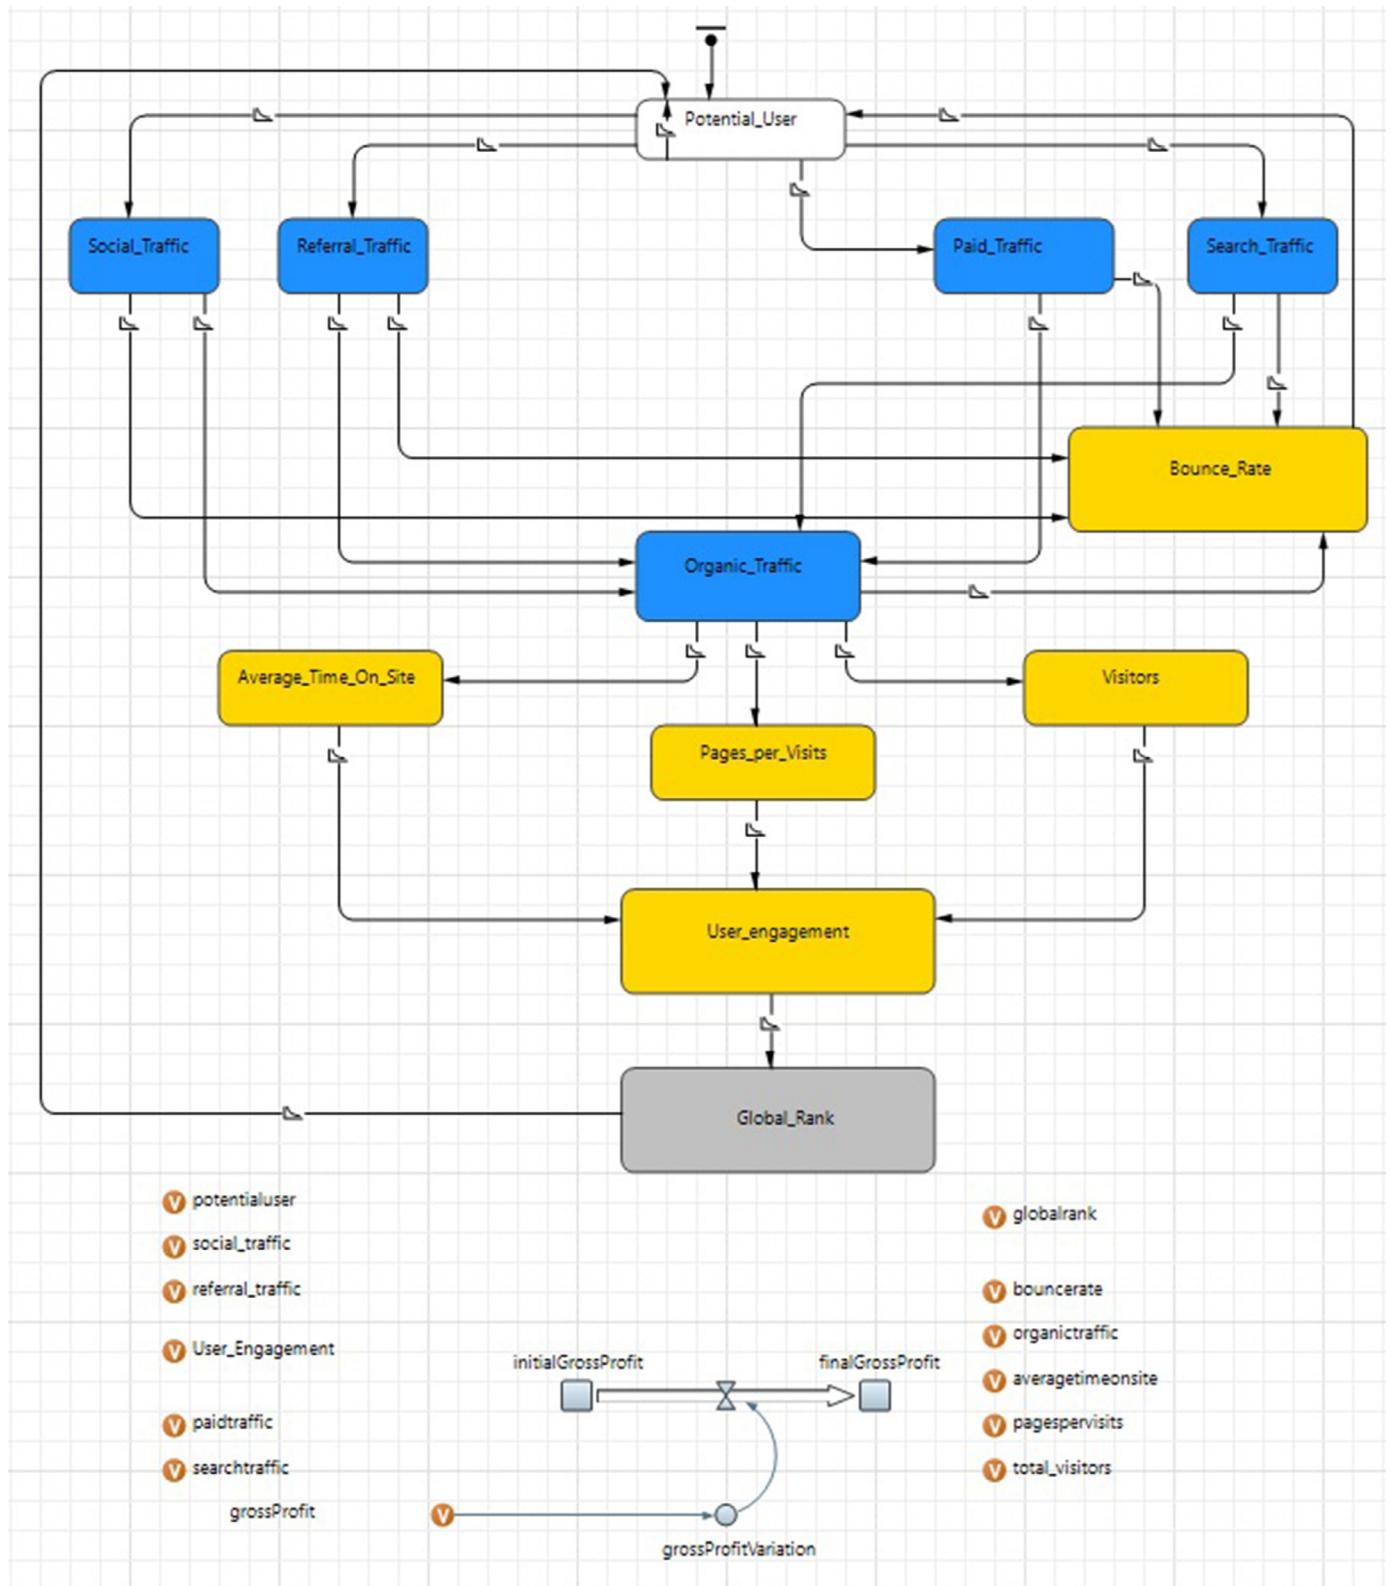 Potential_User
Social_Traffic
Referral_Traffic
Paid_Traffic
Search_Traffic
Bounce_Rate
Organic_Traffic
Average_Time_On_Site
Visitors
Pages_per_Visits
User_engagement
Global_Rank
potentialuser
social_traffic
referral_traffic
User_Engagement
paidtraffic
searchtraffic
grossProfit
initialGrossProfit
finalGrossProfit
grossProfitVariation
globalrank
bouncerate
organictraffic
averagetimeonsite
pagespervisits
total_visitors
V
V
V
V
V
V
V
V
V
V
V
V
V